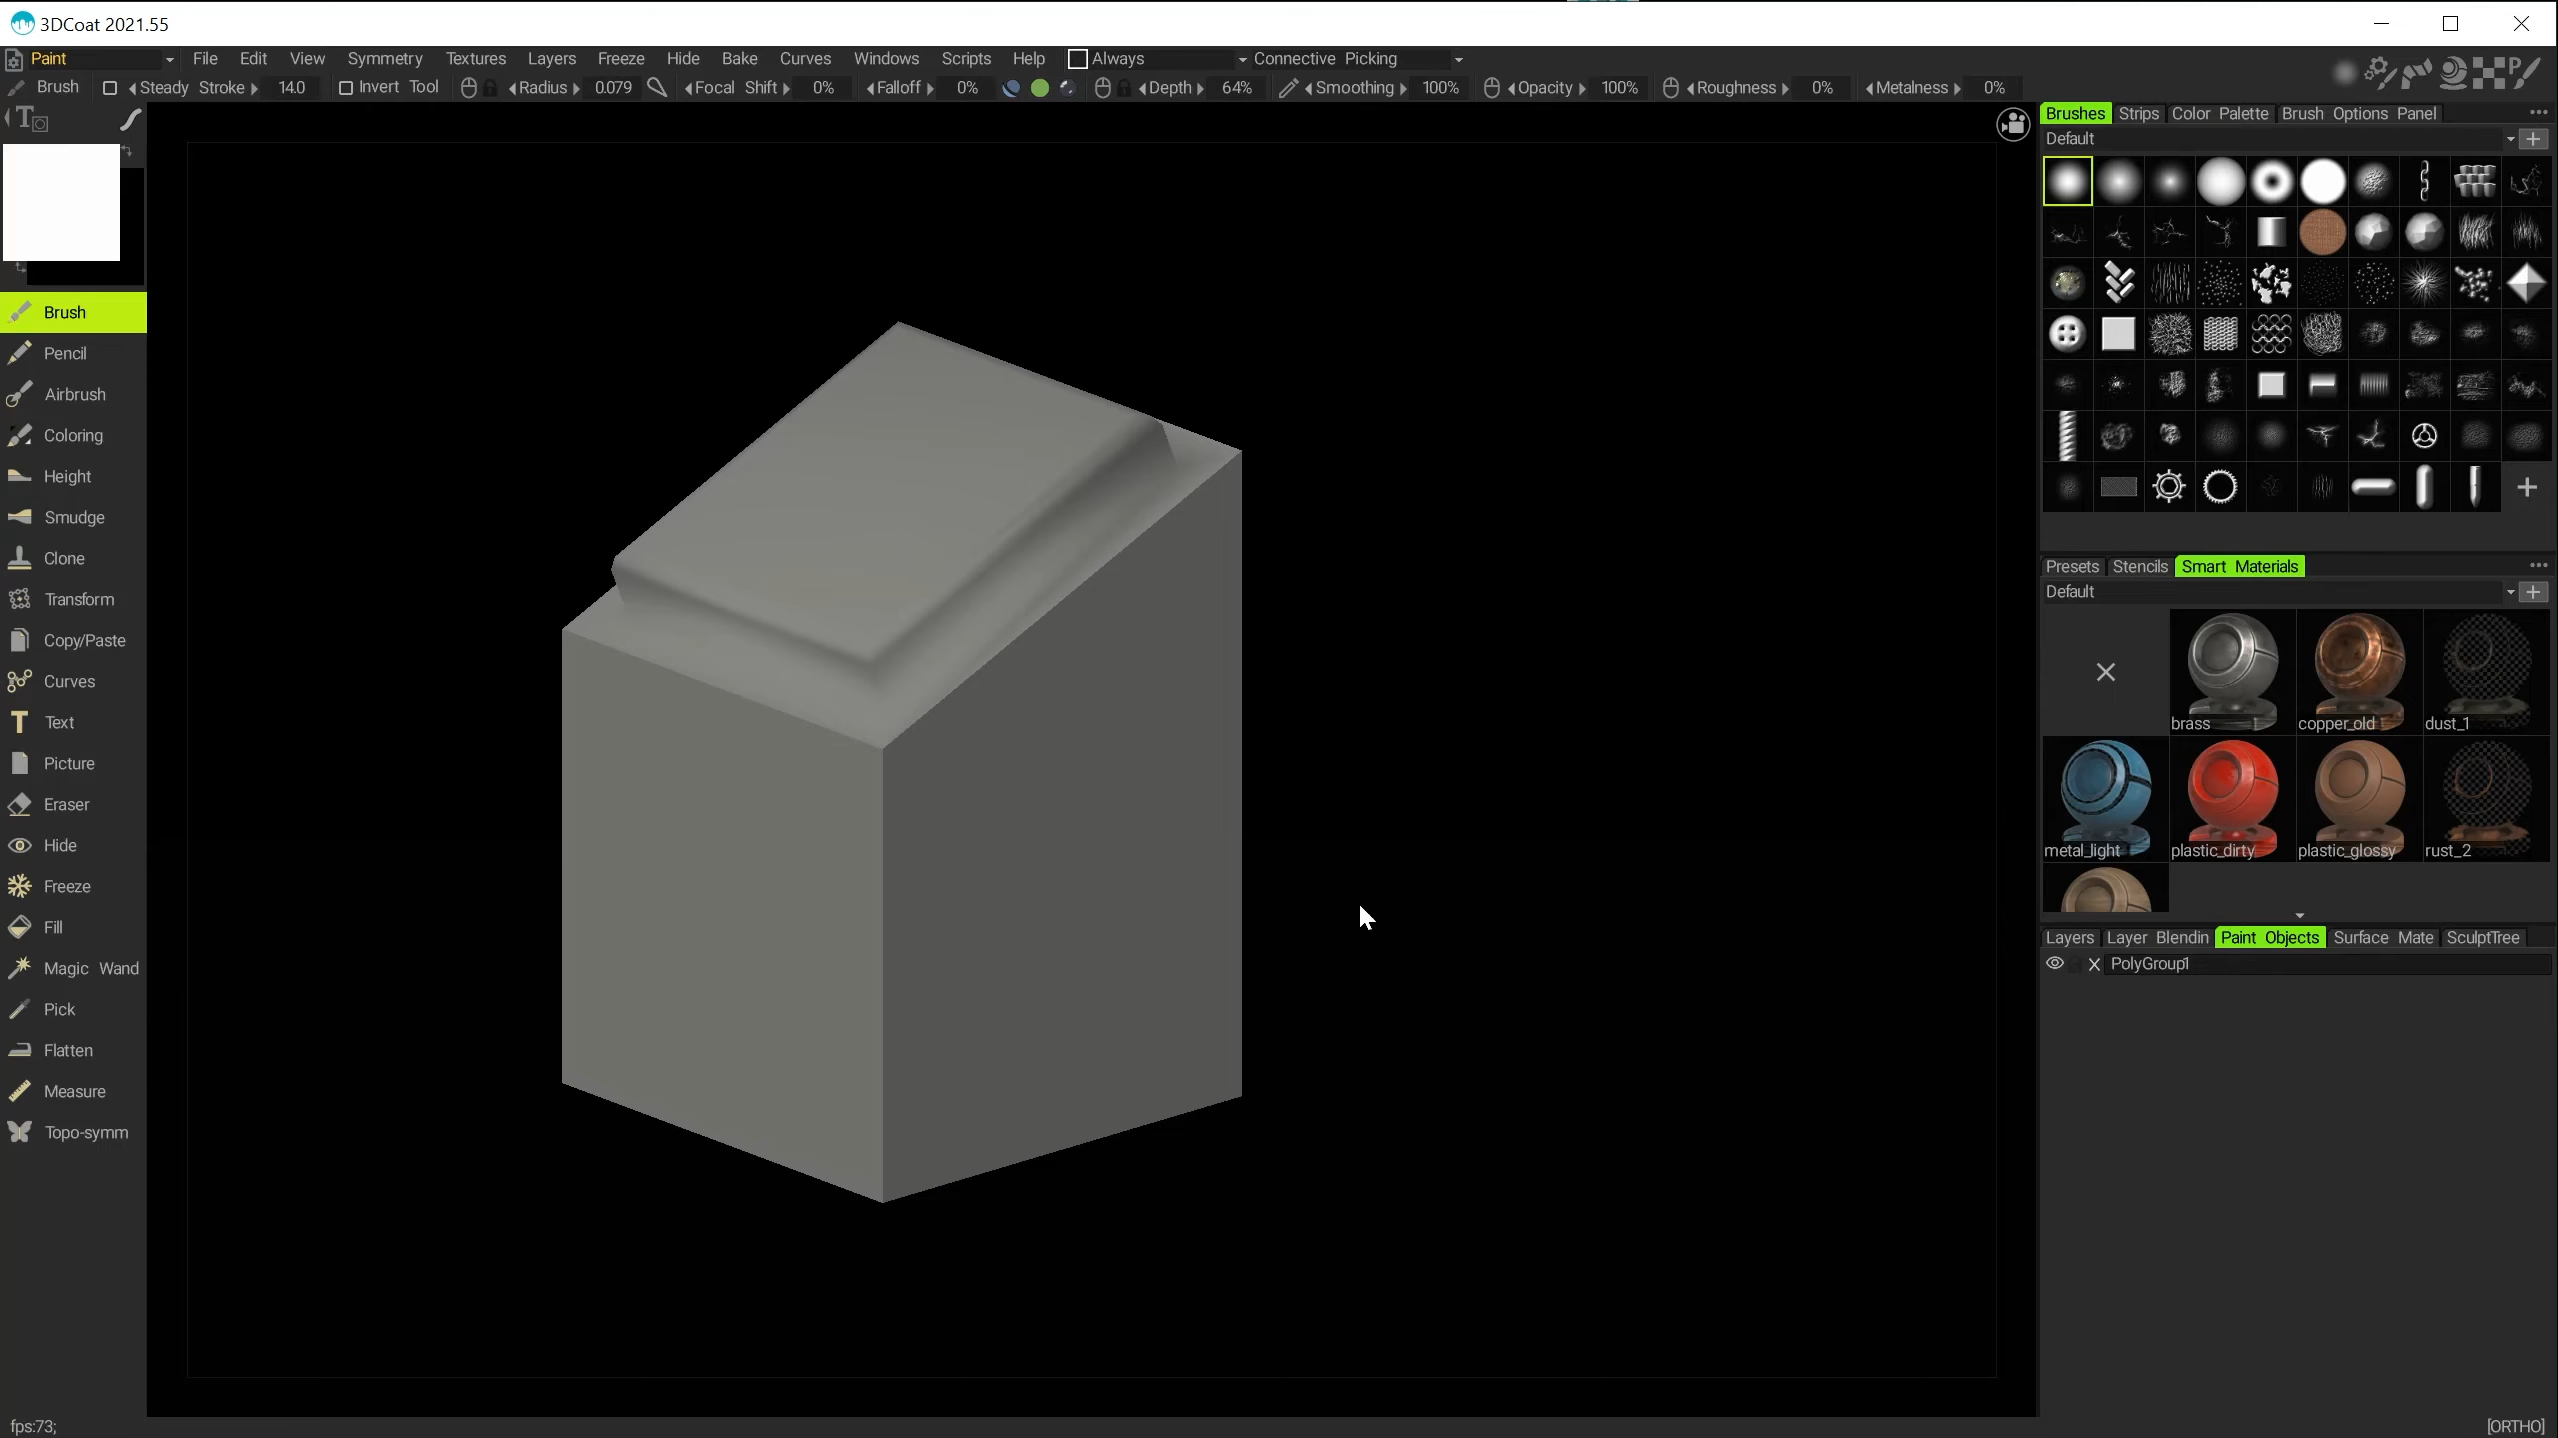 3DCoat 2021.55
Paint File Edit View Symmetry Textures Layers Freeze Hide Bake Curves Windows Scripts Help Always Connective Picking
Brush Steady Stroke 14.0 Invert Tool Radius 0.079 Focal Shift 0% Falloff 0% Depth 64% Smoothing 100% Opacity 100% Roughness 0% Metalness 0%
T
P
Brushes Strips Color Palette Brush Options Panel
Default
Brush
Pencil
Airbrush
Coloring
Height
Smudge
Clone
Transform
Copy/Paste
Curves
Text
Picture
Eraser
Hide
Freeze
Fill
Magic Wand
Pick
Flatten
Measure
Topo-symm
Presets Stencils Smart Materials
Default
brass copper_old dust_1
metal_light plastic_dirty plastic_glossy rust_2
Layers Layer Blendin Paint Objects Surface Mate SculptTree
X PolyGroup1
fps:73;
[ORTHO]